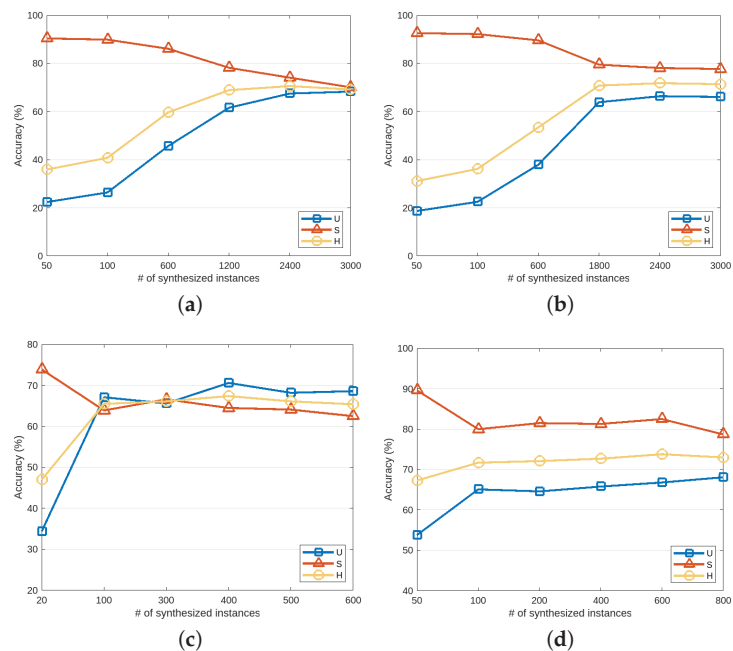 100
80
60
40
20
0
Accuracy (%)
50 100 600 1200 2400 3000
# of synthesized instances
U
S
H
(a)
100
80
60
40
20
0
Accuracy (%)
50 100 600 1800 2400 3000
# of synthesized instances
U
S
H
(b)
80
70
60
50
40
30
20
Accuracy (%)
20 100 300 400 500 600
# of synthesized instances
U
S
H
(c)
100
90
80
70
60
50
40
Accuracy (%)
50 100 200 400 600 800
# of synthesized instances
U
S
H
(d)